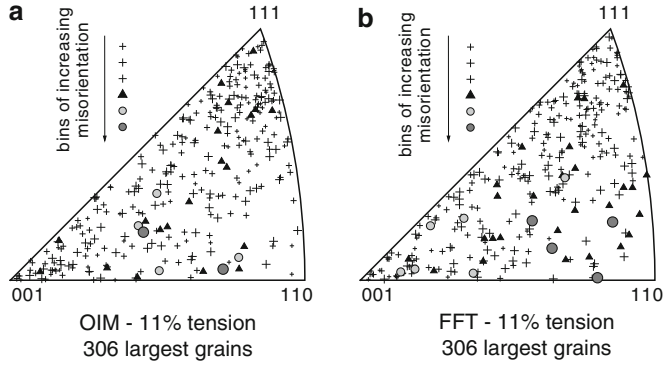 a
111
bins of increasing
misorientation
001
110
OIM - 11% tension
306 largest grains
b
111
bins of increasing
misorientation
001
110
FFT - 11% tension
306 largest grains